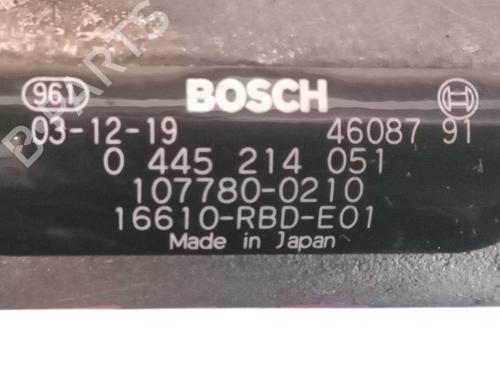 961 BOSCH
03-12-19 46087 91
0 445 214 051
107780-0210
16610-RBD-E01
Made in Japan